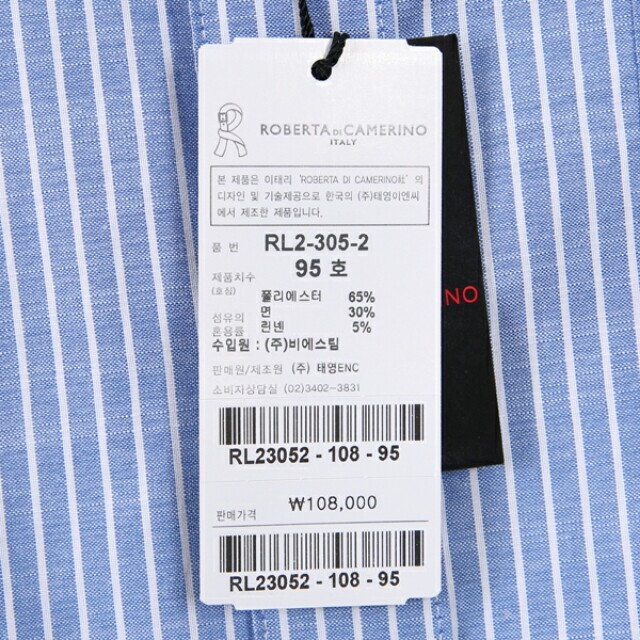 ROBERTA DI CAMERINO
ITALY
본 제품은 이태리 'ROBERTA DI CAMERINO社' 의
디자인 및 기술제공으로 한국의 (주)태영이엔씨
에서 제조한 제품입니다.
품 번 RL2-305-2
제품치수 95 호
(호칭)
섬유의 혼용률
폴리에스터 65%
면 30%
린넨 5%
수입원 : (주)비에스틸
판매원/제조원 (주) 태영ENC
소비자상담실 (02)3402-3831
RL23052 - 108 - 95
판매가격 ₩108,000
RL23052 - 108 - 95
NO